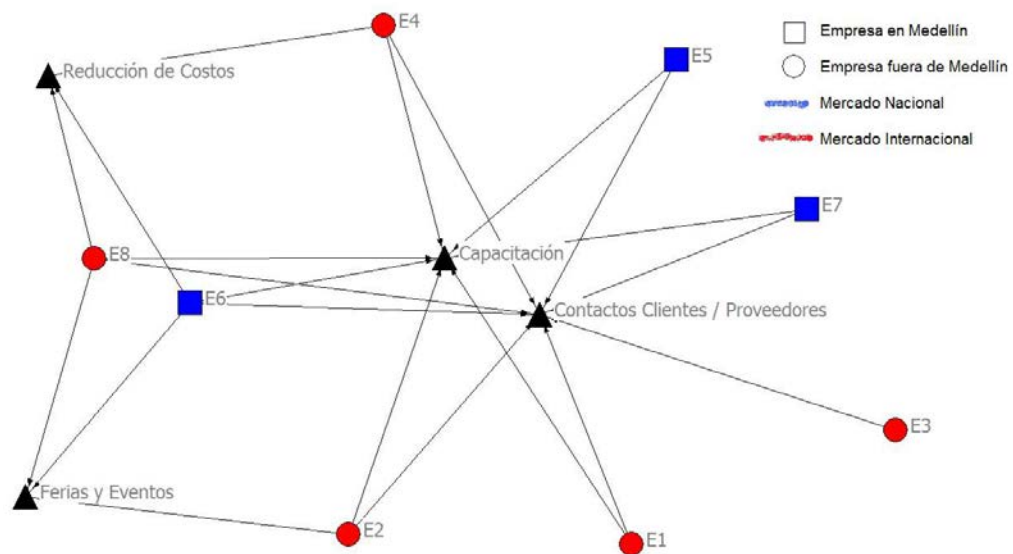 E4
Reducción de Costos
E5
Empresa en Medellín
Empresa fuera de Medellín
Mercado Nacional
Mercado Internacional
E7
E8
Capacitación
E6
Contactos Clientes / Proveedores
E3
Ferias y Eventos
E2
E1